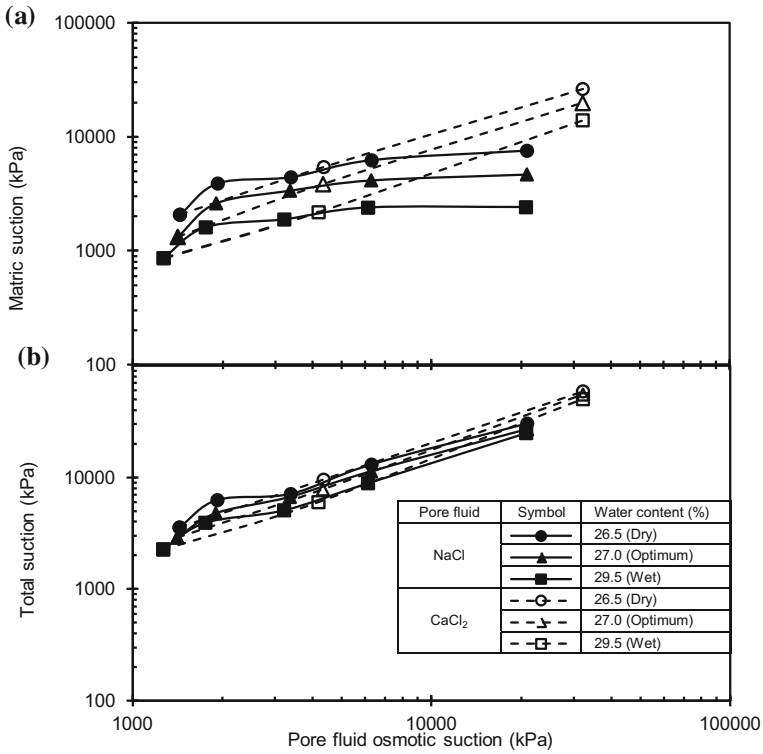 (a)
100000
10000
1000
100
Matric suction (kPa)
(b)
10000
1000
100
Total suction (kPa)
Pore fluid Symbol Water content (%)
NaCl
26.5 (Dry)
27.0 (Optimum)
29.5 (Wet)
CaCl₂
26.5 (Dry)
27.0 (Optimum)
29.5 (Wet)
1000 10000 100000
Pore fluid osmotic suction (kPa)